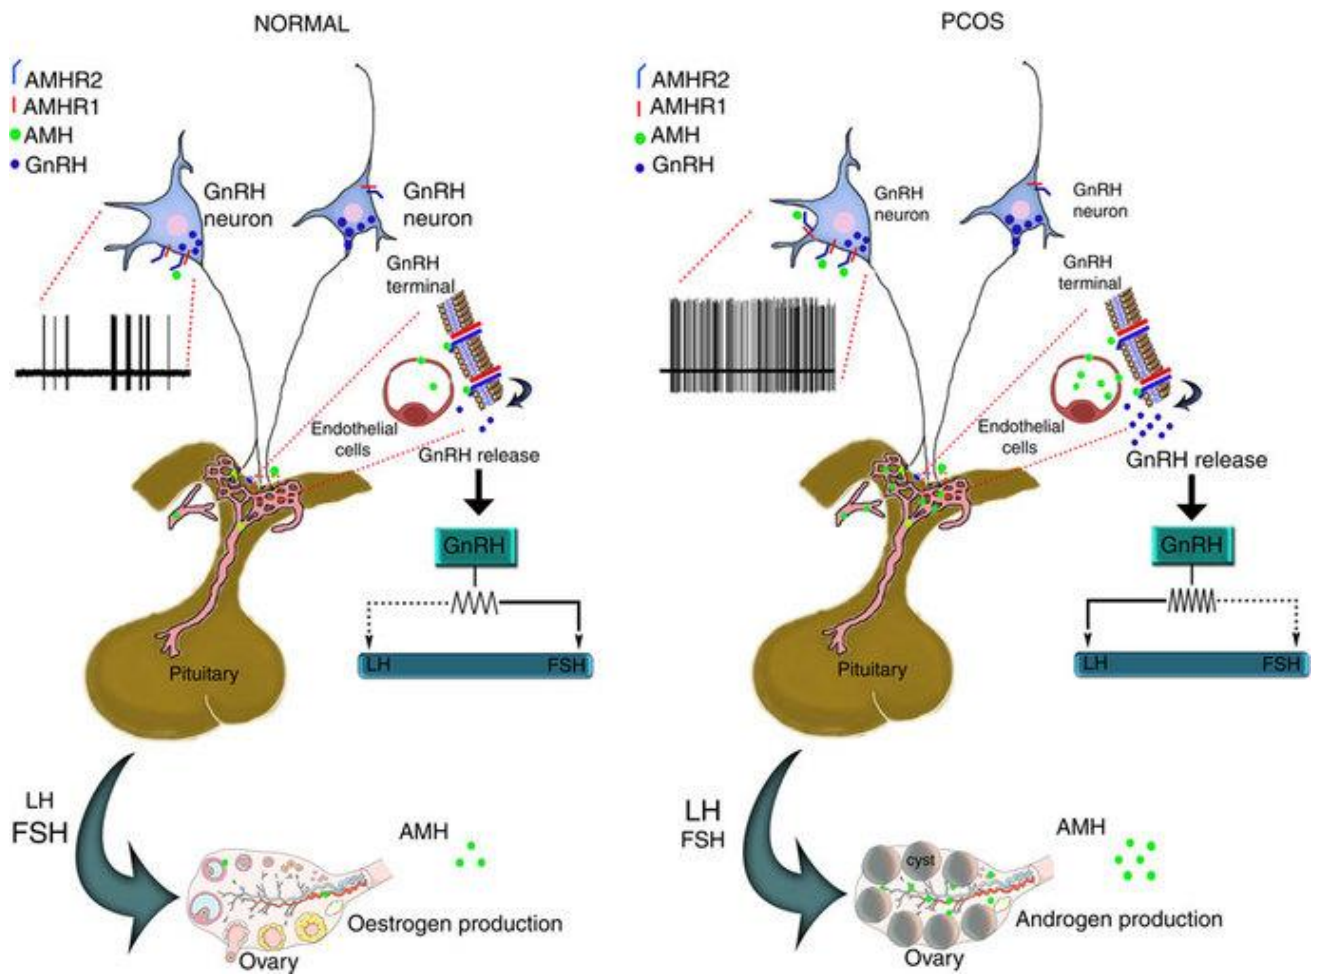 NORMAL
AMHR2
AMHR1
AMH
GnRH
GnRH
neuron
GnRH
neuron
GnRH
terminal
Endothelial
cells
GnRH release
GnRH
LH
FSH
Pituitary
LH
FSH
AMH
Oestrogen production
Ovary
PCOS
AMHR2
AMHR1
AMH
GnRH
GnRH
neuron
GnRH
neuron
GnRH
terminal
Endothelial
cells
GnRH release
GnRH
LH
FSH
Pituitary
LH
FSH
AMH
cyst
Androgen production
Ovary